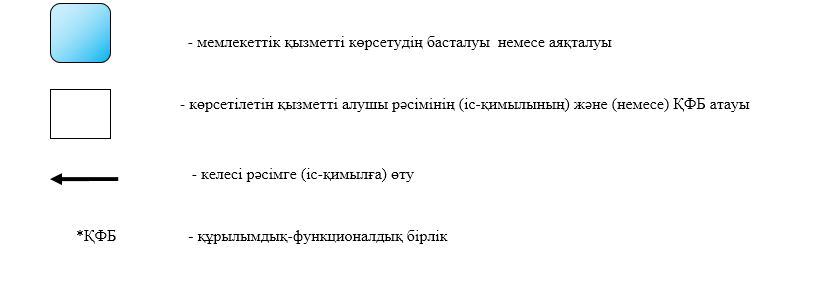 - мемлекеттік қызметті көрсетудің басталуы немесе аяқталуы
- көрсетілетін қызметті алушы рәсімінің (іс-қимылының) және (немесе) ҚФБ атауы
- келесі рәсімге (іс-қимылға) өту
*ҚФБ - құрылымдық-функционалдық бірлік